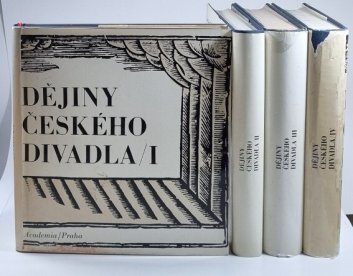 DĚJINY
ČESKÉHO
DIVADLA/I
Academia/Praha
DĚJINY
ČESKÉHO
DIVADLA II
DĚJINY
ČESKÉHO
DIVADLA III
DĚJINY
ČESKÉHO
DIVADLA IV